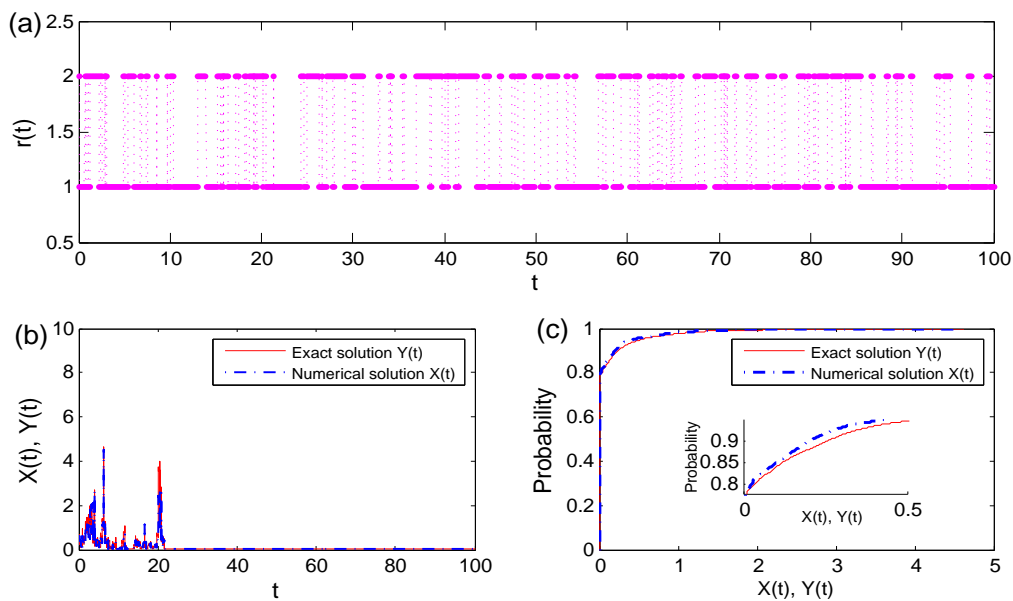 (a)
2.5
2
1.5
1
0.5
r(t)
0 10 20 30 40 50 60 70 80 90 100
t
(b)
10
8
6
4
2
0
X(t), Y(t)
Exact solution Y(t)
Numerical solution X(t)
0 20 40 60 80 100
t
(c)
1
0.8
0.6
0.4
0.2
0
Probability
Exact solution Y(t)
Numerical solution X(t)
0.9
0.85
0.8
Probability
0 0.5
X(t), Y(t)
0 1 2 3 4 5
X(t), Y(t)